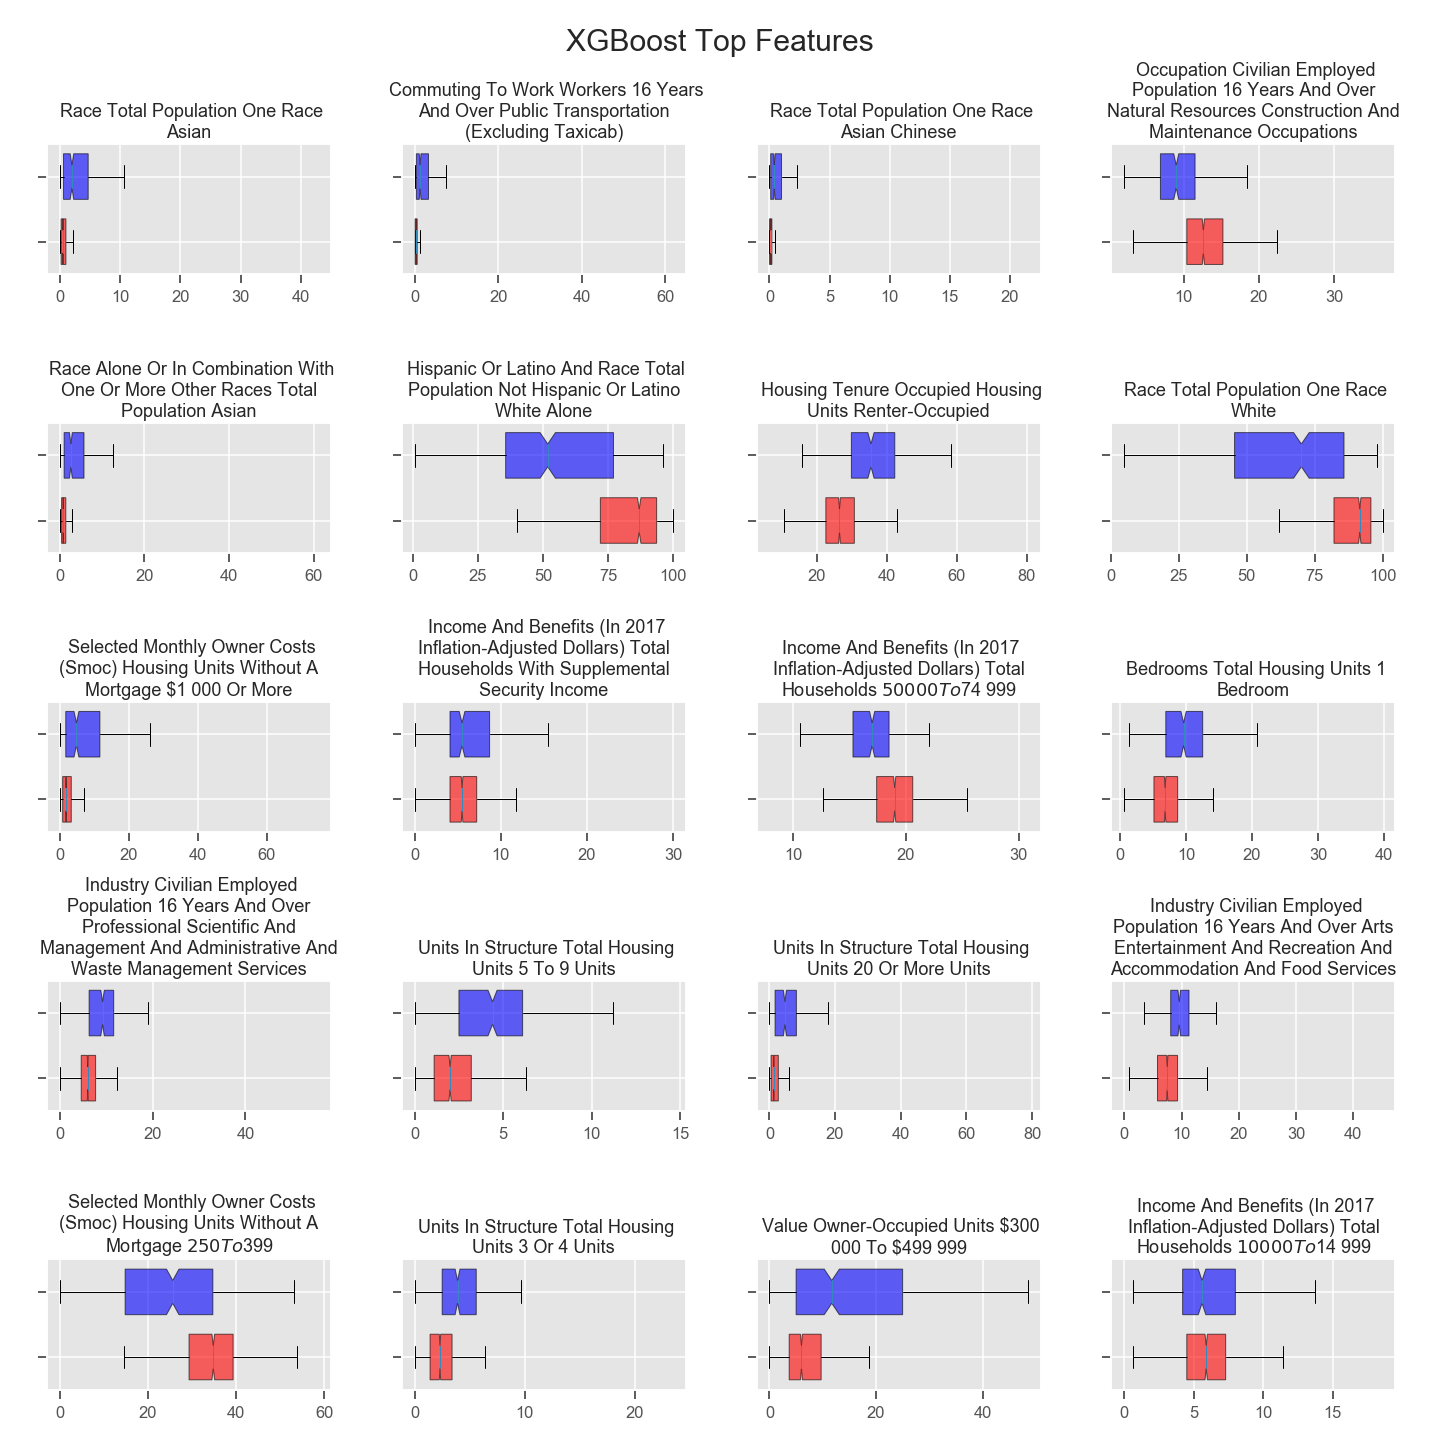 XGBoost Top Features
Race Total Population One Race
Asian
0 10 20 30 40
Commuting To Work Workers 16 Years
And Over Public Transportation
(Excluding Taxicab)
0 20 40 60
Race Total Population One Race
Asian Chinese
0 5 10 15 20
Occupation Civilian Employed
Population 16 Years And Over
Natural Resources Construction And
Maintenance Occupations
10 20 30
Race Alone Or In Combination With
One Or More Other Races Total
Population Asian
0 20 40 60
Hispanic Or Latino And Race Total
Population Not Hispanic Or Latino
White Alone
0 25 50 75 100
Housing Tenure Occupied Housing
Units Renter-Occupied
20 40 60 80
Race Total Population One Race
White
0 25 50 75 100
Selected Monthly Owner Costs
(Smoc) Housing Units Without A
Mortgage $1 000 Or More
0 20 40 60
Income And Benefits (In 2017
Inflation-Adjusted Dollars) Total
Households With Supplemental
Security Income
0 10 20 30
Income And Benefits (In 2017
Inflation-Adjusted Dollars) Total
Households 50000To74 999
10 20 30
Bedrooms Total Housing Units 1
Bedroom
0 10 20 30 40
Industry Civilian Employed
Population 16 Years And Over
Professional Scientific And
Management And Administrative And
Waste Management Services
0 20 40
Units In Structure Total Housing
Units 5 To 9 Units
0 5 10 15
Units In Structure Total Housing
Units 20 Or More Units
0 20 40 60 80
Industry Civilian Employed
Population 16 Years And Over Arts
Entertainment And Recreation And
Accommodation And Food Services
0 10 20 30 40
Selected Monthly Owner Costs
(Smoc) Housing Units Without A
Mortgage 250To399
0 20 40 60
Units In Structure Total Housing
Units 3 Or 4 Units
0 10 20
Value Owner-Occupied Units $300
000 To $499 999
0 20 40
Income And Benefits (In 2017
Inflation-Adjusted Dollars) Total
Households 10000To14 999
0 5 10 15